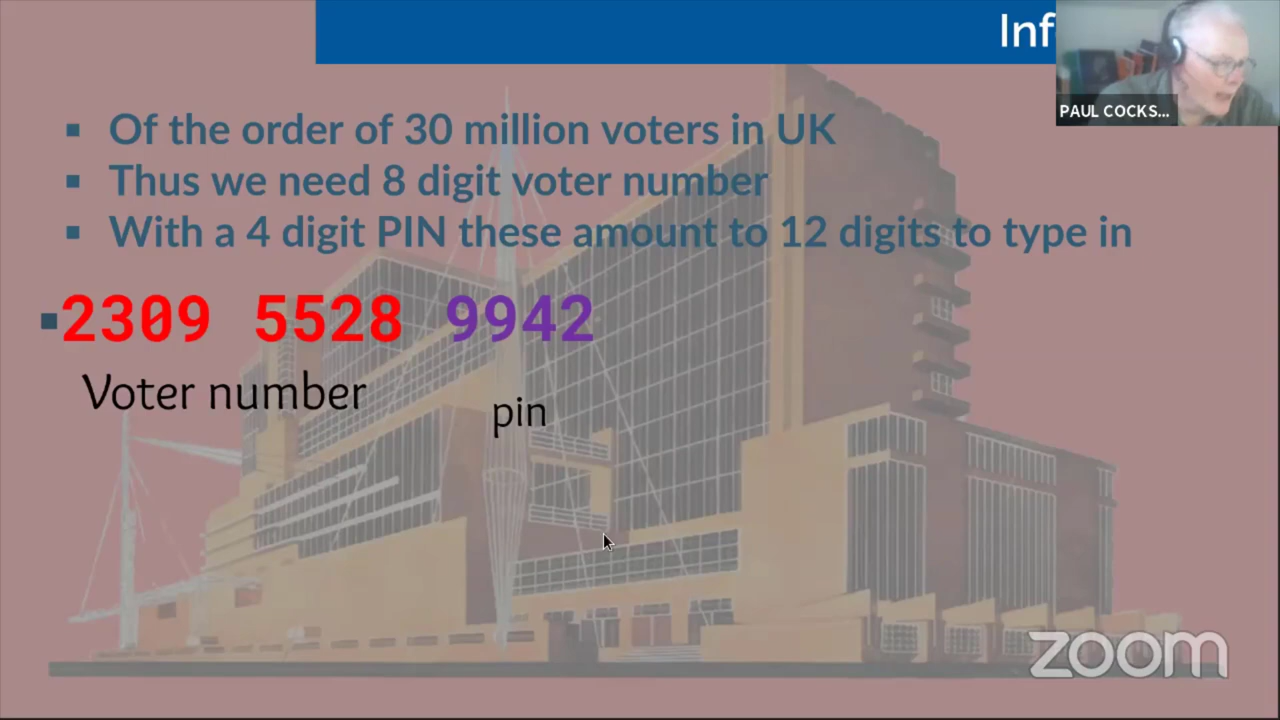 Inf
PAUL COCKS...
▪ Of the order of 30 million voters in UK
▪ Thus we need 8 digit voter number
▪ With a 4 digit PIN these amount to 12 digits to type in
▪2309 5528 9942
Voter number
pin
zoom